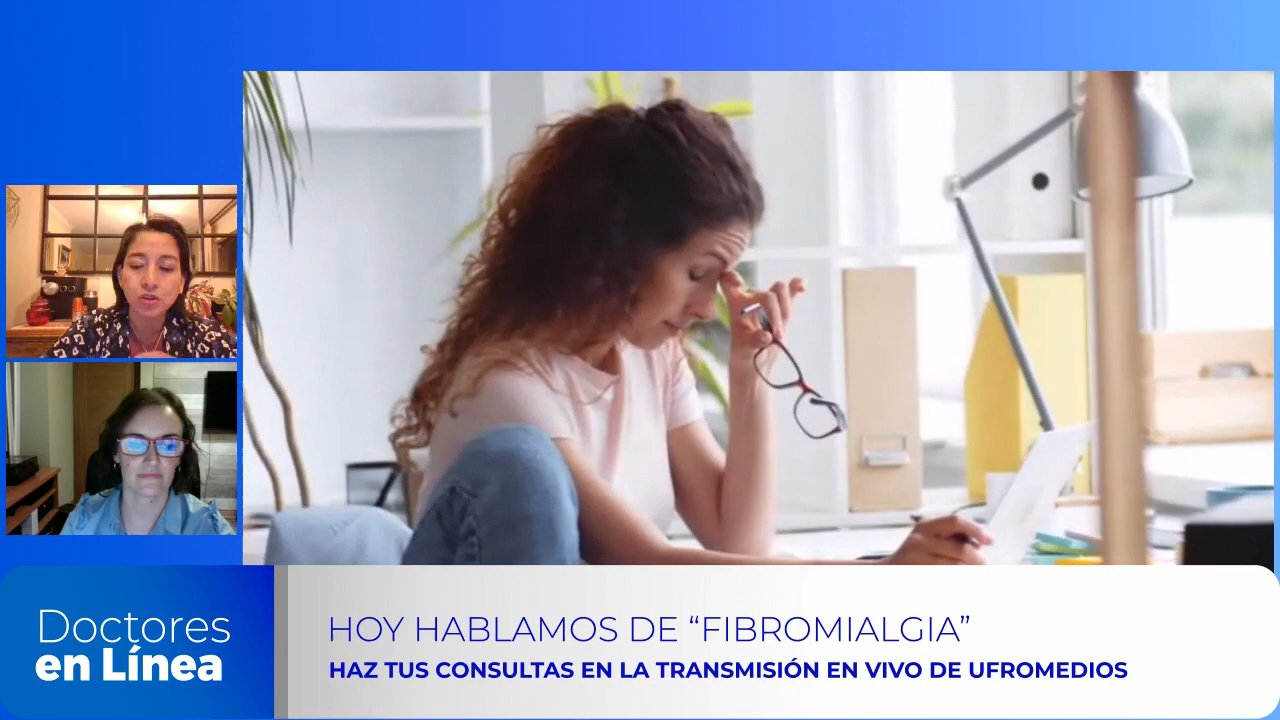 Doctores
en Línea
HOY HABLAMOS DE “FIBROMIALGIA”
HAZ TUS CONSULTAS EN LA TRANSMISIÓN EN VIVO DE UFROMEDIOS